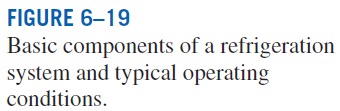 FIGURE 6–19
Basic components of a refrigeration
system and typical operating
conditions.